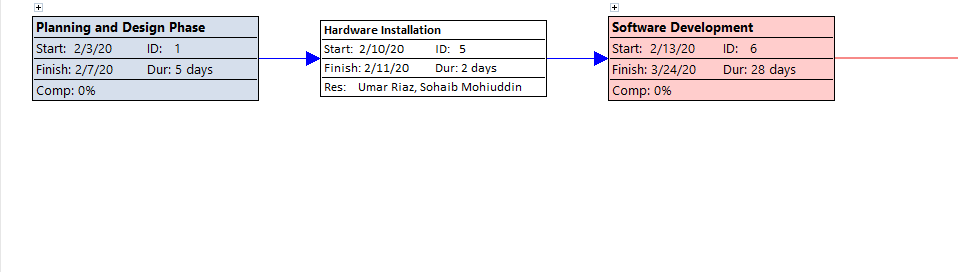 Planning and Design Phase
Start: 2/3/20 ID: 1
Finish: 2/7/20 Dur: 5 days
Comp: 0%
Hardware Installation
Start: 2/10/20 ID: 5
Finish: 2/11/20 Dur: 2 days
Res: Umar Riaz, Sohaib Mohiuddin
Software Development
Start: 2/13/20 ID: 6
Finish: 3/24/20 Dur: 28 days
Comp: 0%